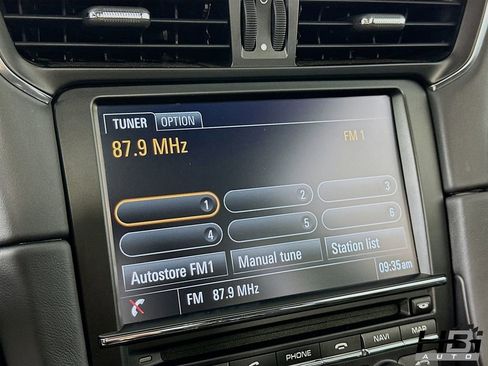 TUNER OPTION
87.9 MHz FM 1
1 2 3
4 5 6
Autostore FM1 Manual tune Station list
09:35am
FM 87.9 MHz
PHONE NAVI MAP
HBI
AUTO